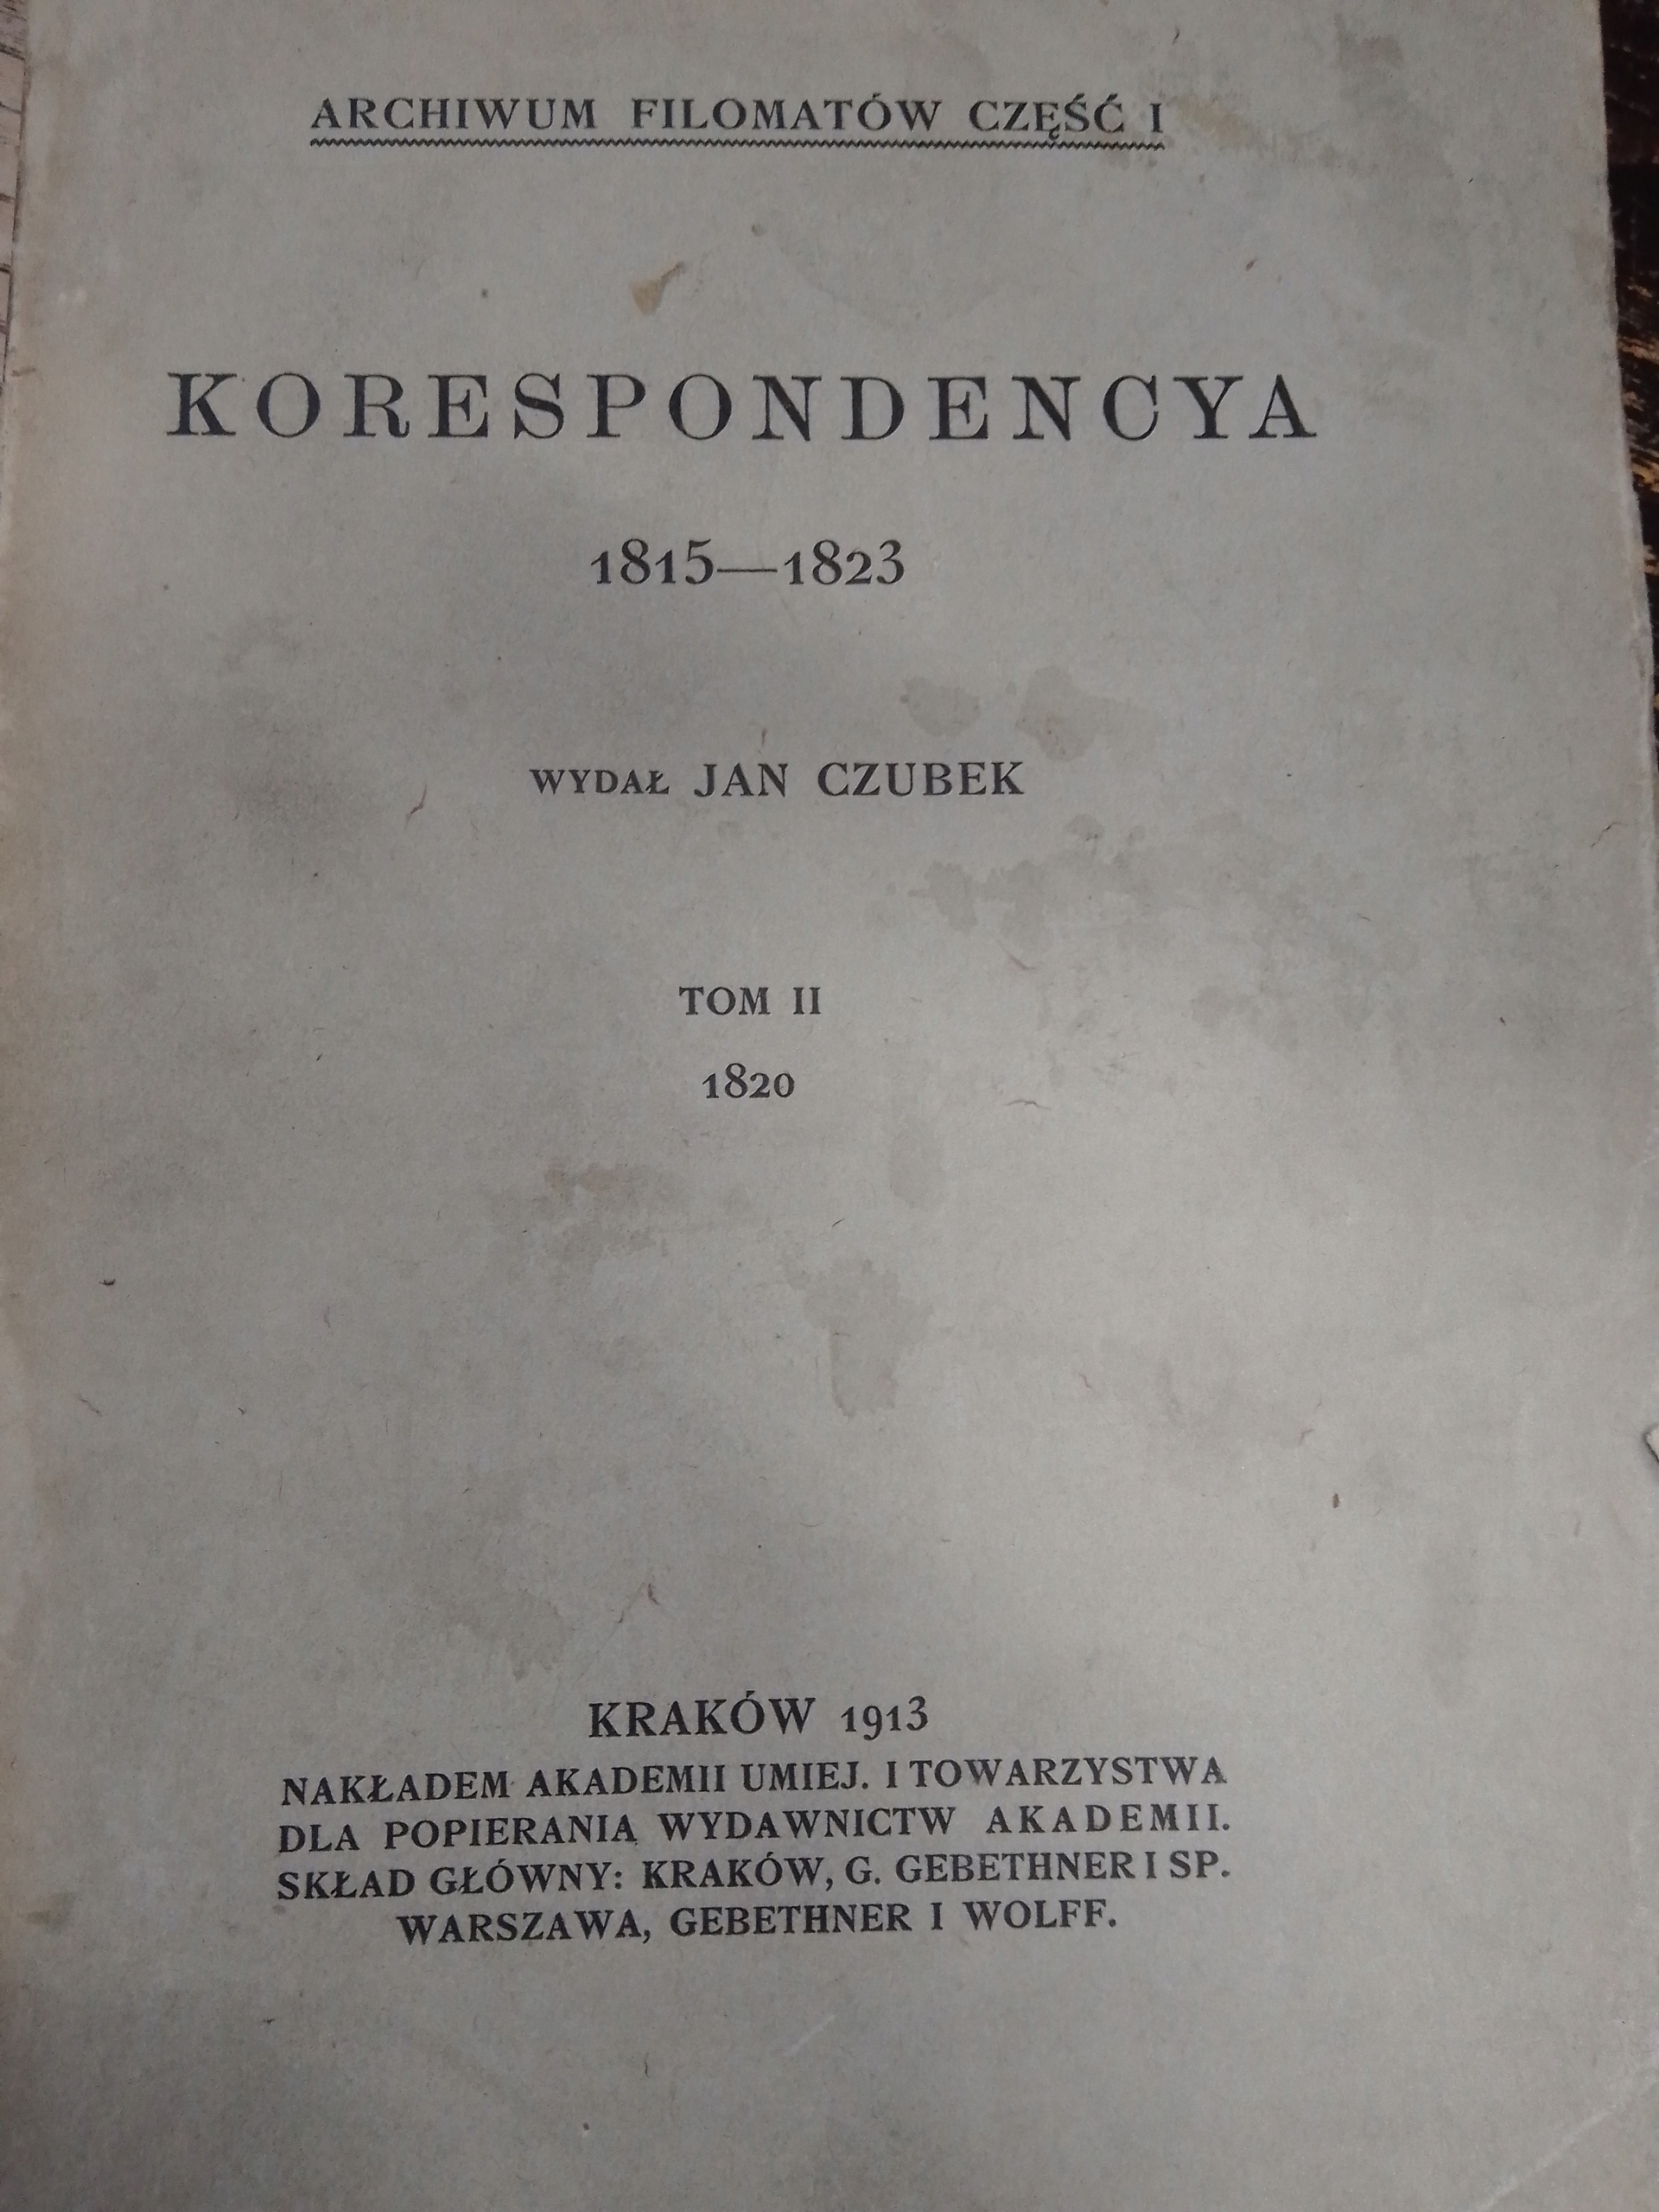 ARCHIWUM FILOMATÓW CZĘŚĆ I
KORESPONDENCYA
1815—1823
WYDAŁ JAN CZUBEK
TOM II
1820
KRAKÓW 1913
NAKŁADEM AKADEMII UMIEJ. I TOWARZYSTWA
DLA POPIERANIA WYDAWNICTW AKADEMII.
SKŁAD GŁÓWNY: KRAKÓW, G. GEBETHNER I SP.
WARSZAWA, GEBETHNER I WOLFF.